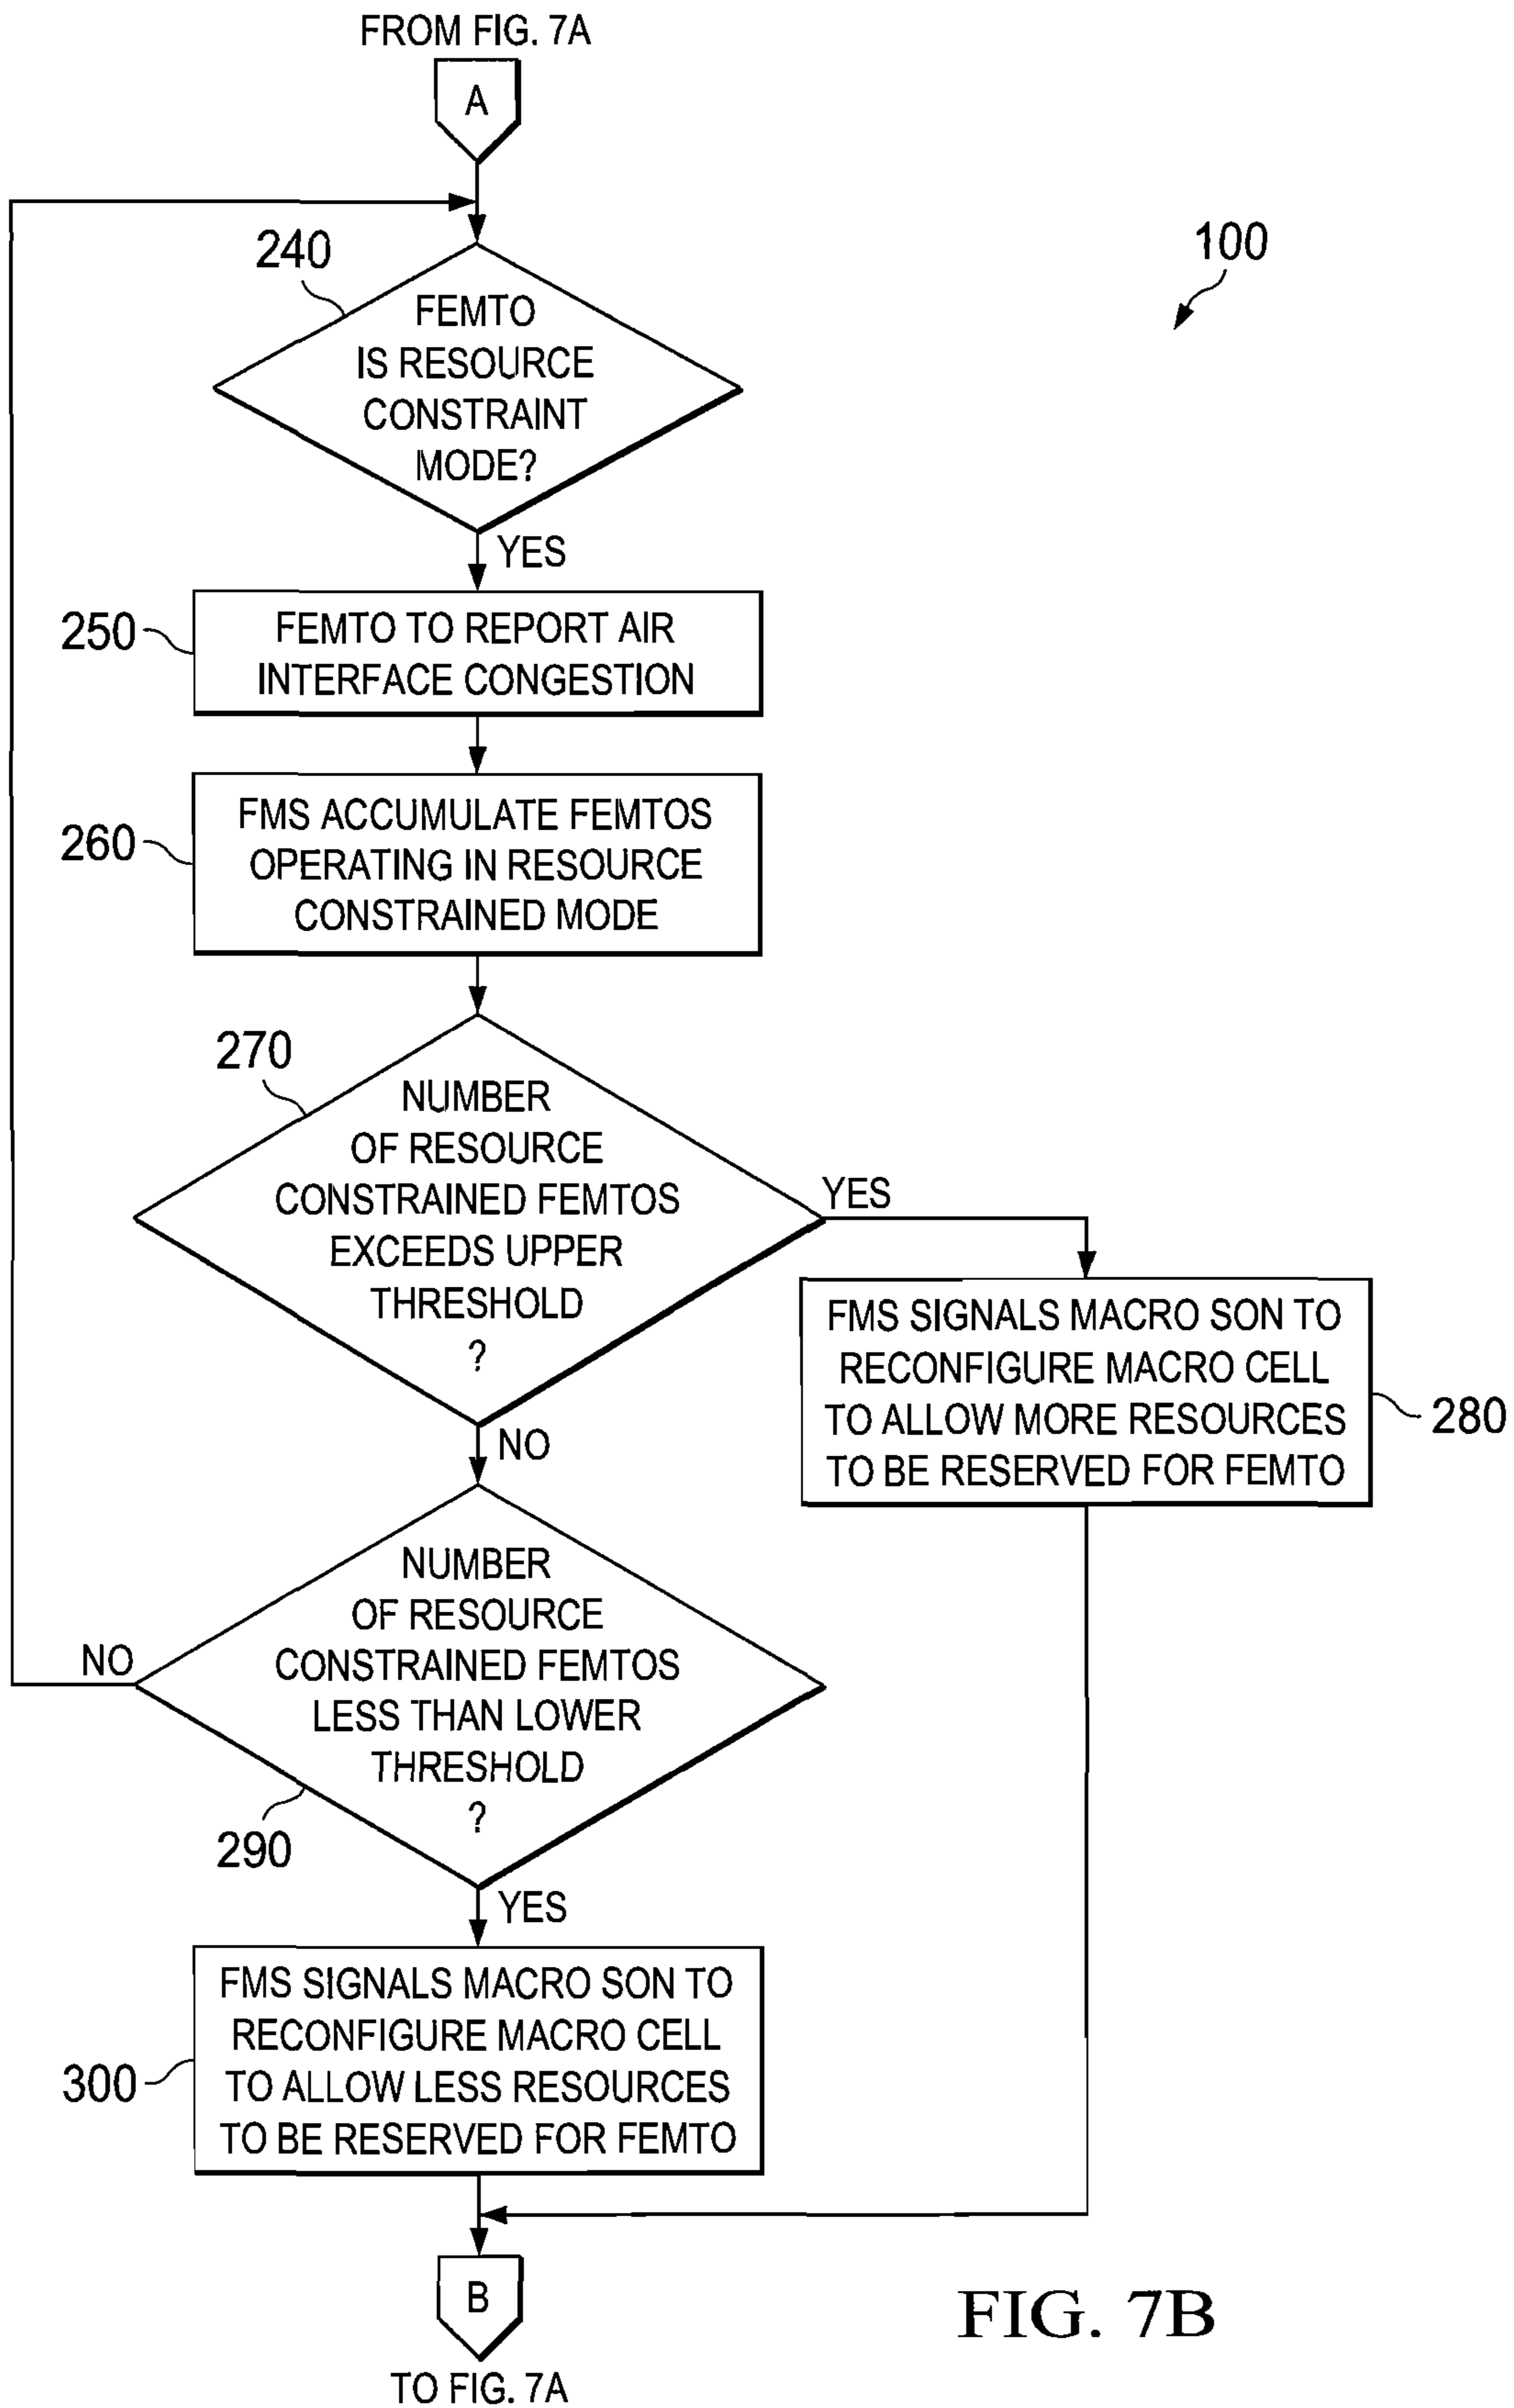 FROM FIG. 7A
A
100
240
FEMTO
IS RESOURCE
CONSTRAINT
MODE?
YES
250
FEMTO TO REPORT AIR
INTERFACE CONGESTION
260
FMS ACCUMULATE FEMTOS
OPERATING IN RESOURCE
CONSTRAINED MODE
270
NUMBER
OF RESOURCE
CONSTRAINED FEMTOS
EXCEEDS UPPER
THRESHOLD
?
YES
NO
FMS SIGNALS MACRO SON TO
RECONFIGURE MACRO CELL
TO ALLOW MORE RESOURCES
TO BE RESERVED FOR FEMTO
280
NUMBER
OF RESOURCE
CONSTRAINED FEMTOS
LESS THAN LOWER
THRESHOLD
?
NO
290
YES
300
FMS SIGNALS MACRO SON TO
RECONFIGURE MACRO CELL
TO ALLOW LESS RESOURCES
TO BE RESERVED FOR FEMTO
B
TO FIG. 7A
FIG. 7B